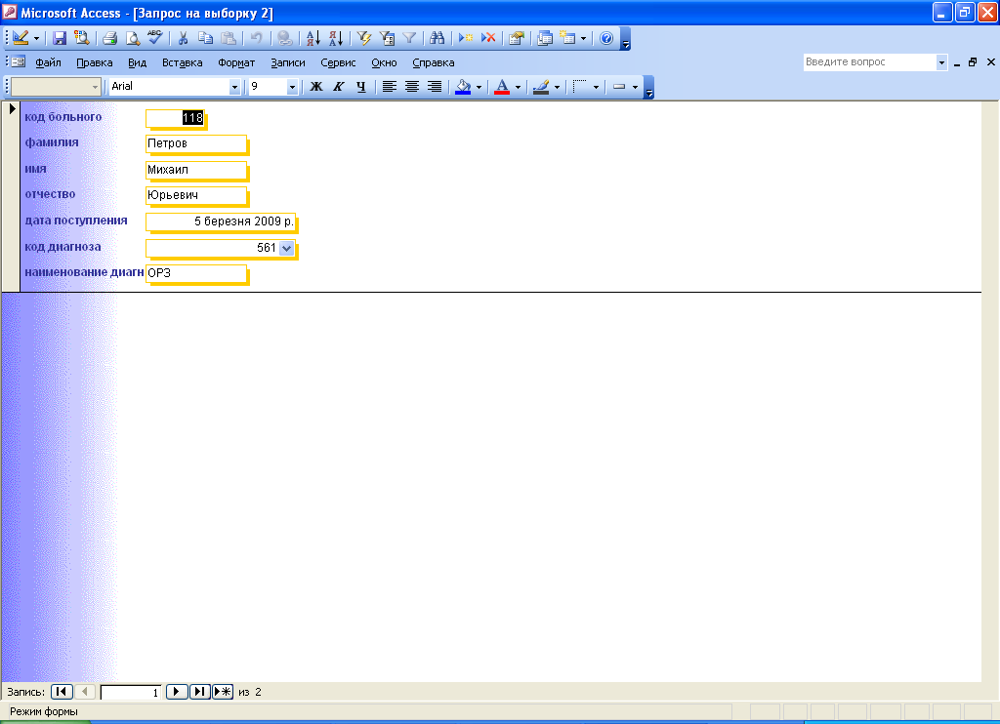 Microsoft Access - [Запрос на выборку 2]
Файл Правка Вид Вставка Формат Записи Сервис Окно Справка Введите вопрос
Arial 9 Ж К Ч
код больного 118
фамилия Петров
имя Михаил
отчество Юрьевич
дата поступления 5 березня 2009 р.
код диагноза 561
наименование диагн ОРЗ
Запись: 1 из 2
Режим формы